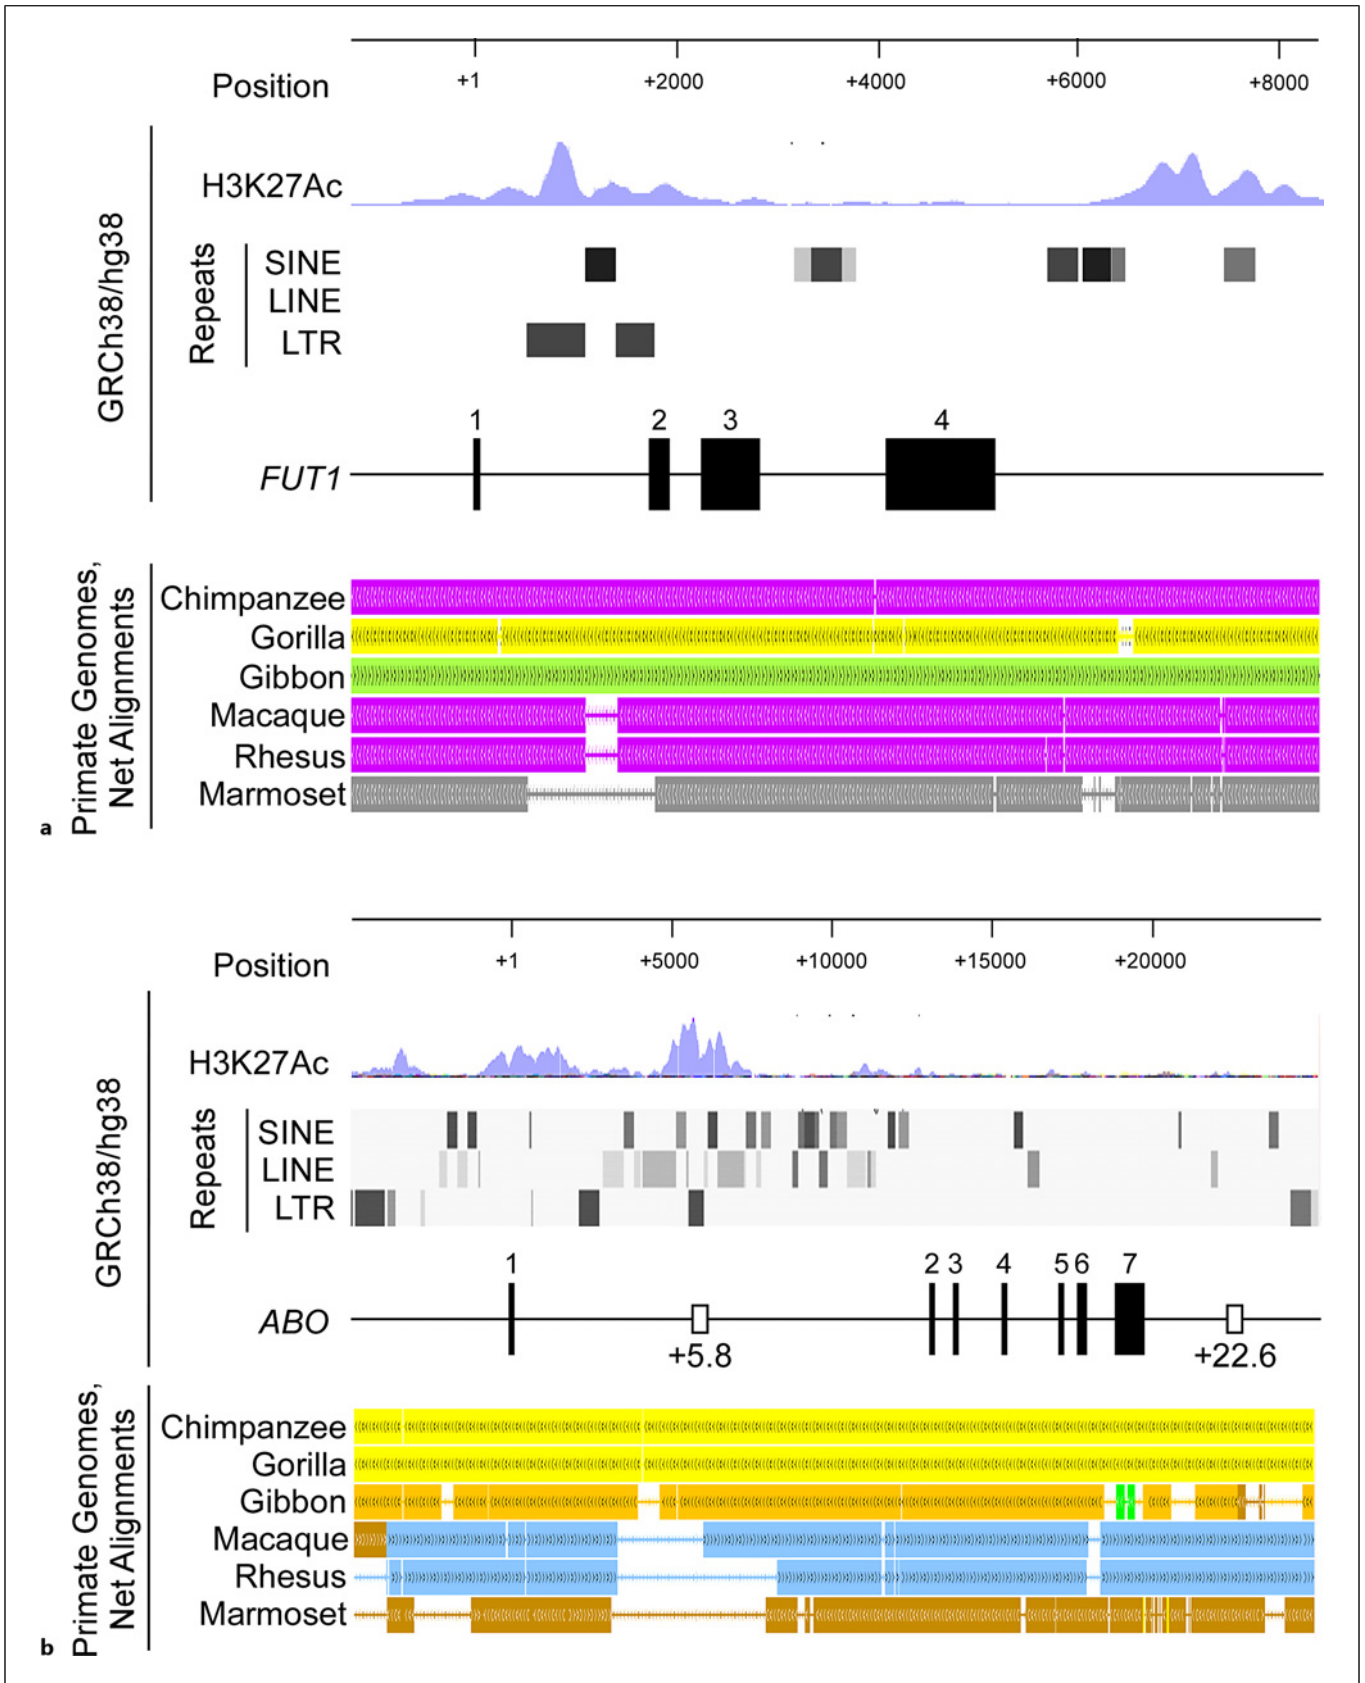 Position
+1 +2000 +4000 +6000 +8000
GRCh38/hg38
H3K27Ac
Repeats
SINE
LINE
LTR
1 2 3 4
FUT1
Primate Genomes,
Net Alignments
Chimpanzee
Gorilla
Gibbon
Macaque
Rhesus
Marmoset
a
Position
+1 +5000 +10000 +15000 +20000
GRCh38/hg38
H3K27Ac
Repeats
SINE
LINE
LTR
1 2 3 4 5 6 7
ABO
+5.8 +22.6
Primate Genomes,
Net Alignments
Chimpanzee
Gorilla
Gibbon
Macaque
Rhesus
Marmoset
b